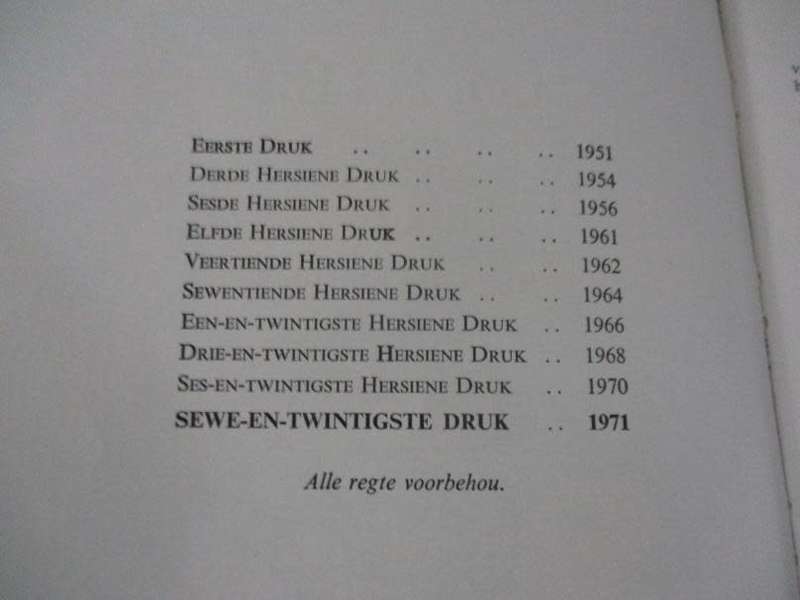 EERSTE DRUK .. .. .. .. 1951
DERDE HERSIENE DRUK .. .. .. 1954
SESDE HERSIENE DRUK .. .. .. 1956
ELFDE HERSIENE DRUK .. .. .. 1961
VEERTIENDE HERSIENE DRUK .. .. 1962
SEWENTIENDE HERSIENE DRUK .. .. 1964
EEN-EN-TWINTIGSTE HERSIENE DRUK .. 1966
DRIE-EN-TWINTIGSTE HERSIENE DRUK .. 1968
SES-EN-TWINTIGSTE HERSIENE DRUK .. 1970
SEWE-EN-TWINTIGSTE DRUK .. 1971
Alle regte voorbehou.